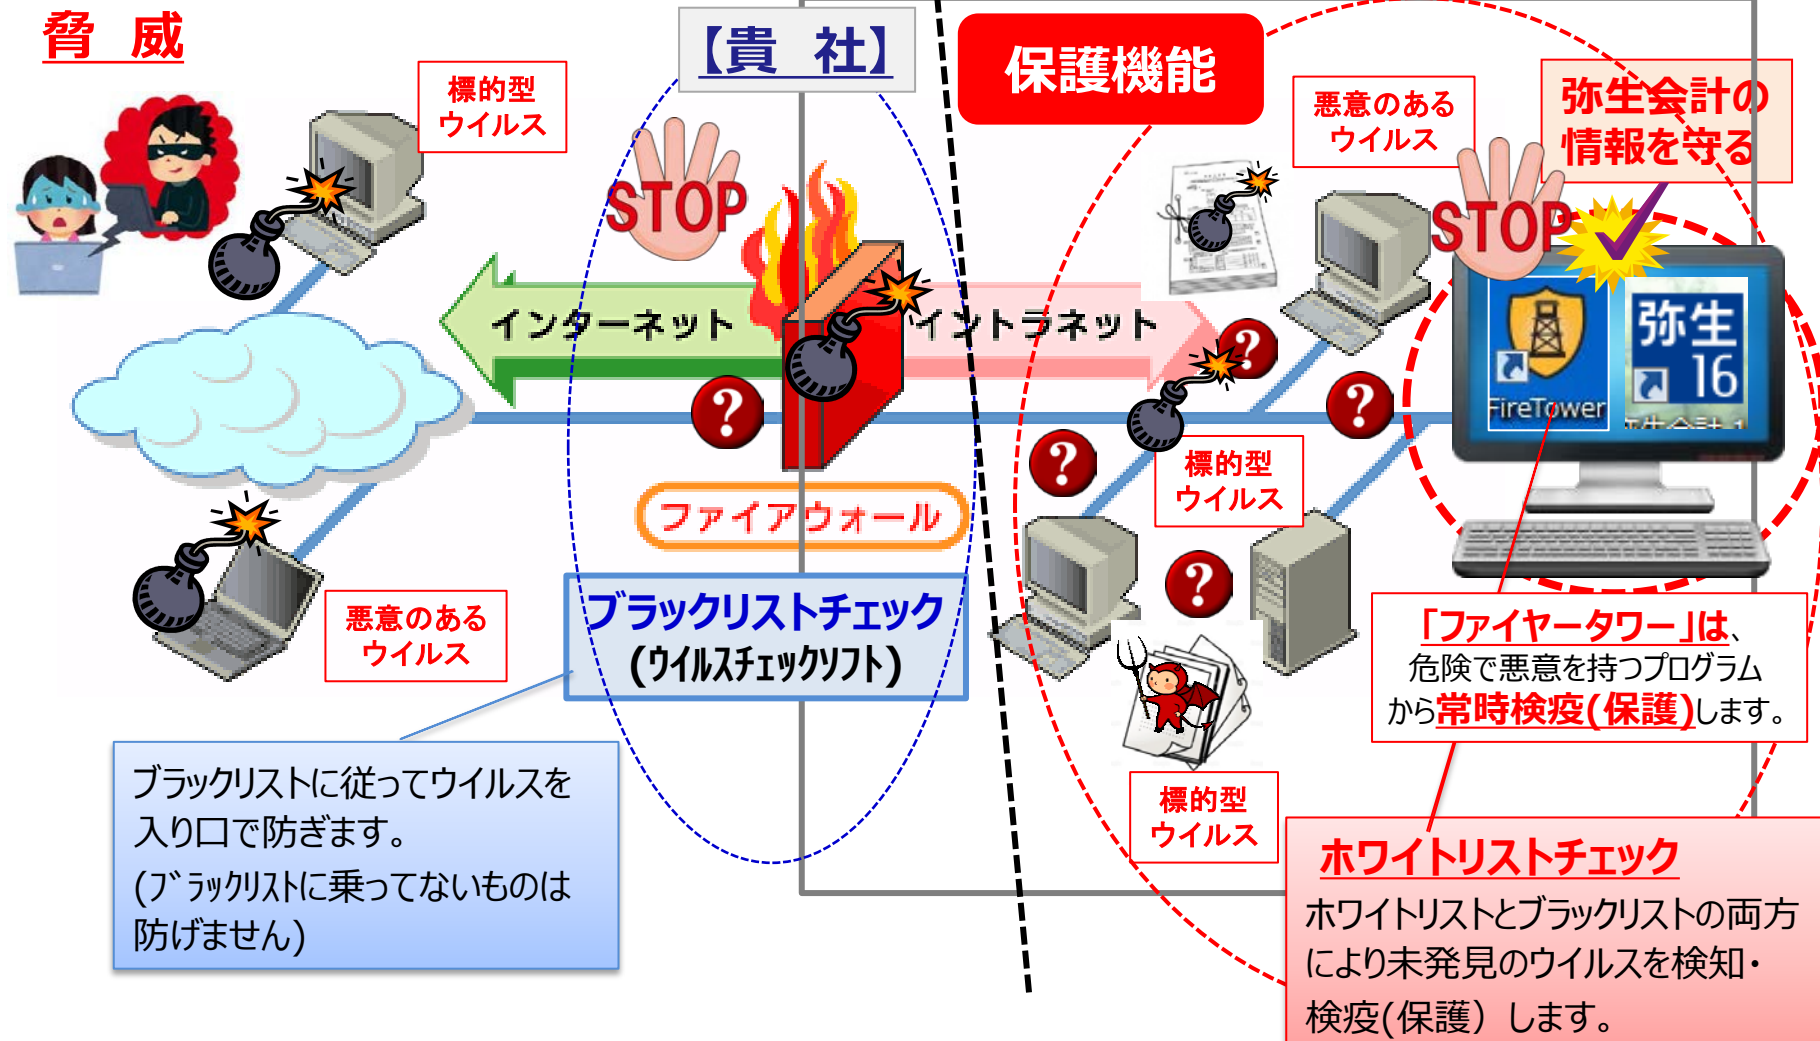 脅 威
【貴 社】
保護機能
標的型
ウイルス
悪意のある
ウイルス
弥生会計の
情報を守る
STOP
STOP
インターネット
イントラネット
?
?
?
?
?
弥生
16
FireTower
標的型
ウイルス
ファイアウォール
ブラックリストチェック
(ウイルスチェックソフト)
悪意のある
ウイルス
「ファイヤータワー」は、
危険で悪意を持つプログラム
から常時検疫(保護)します。
ブラックリストに従ってウイルスを
入り口で防ぎます。
(ブラックリストに乗ってないものは
防げません)
標的型
ウイルス
ホワイトリストチェック
ホワイトリストとブラックリストの両方
により未発見のウイルスを検知・
検疫(保護）します。